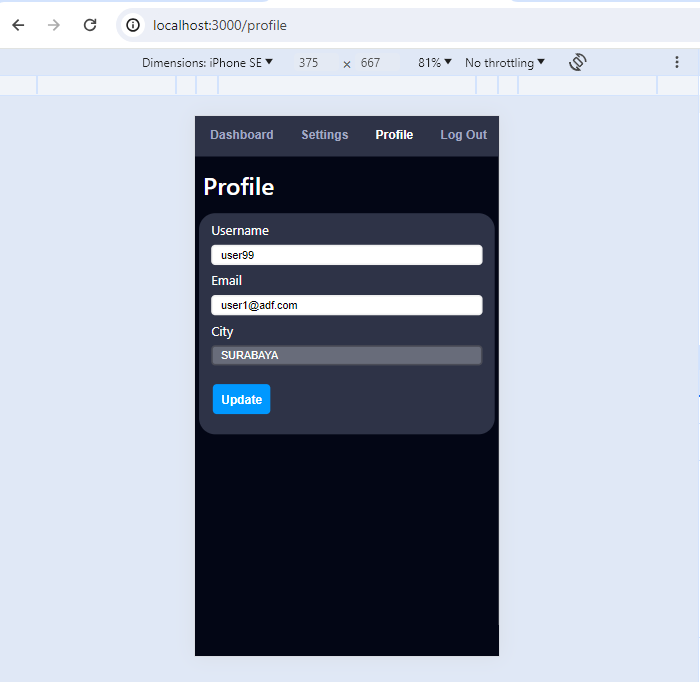 localhost:3000/profile
Dimensions: iPhone SE 375 × 667 81% No throttling
Dashboard Settings Profile Log Out
Profile
Username
user99
Email
user1@adf.com
City
SURABAYA
Update